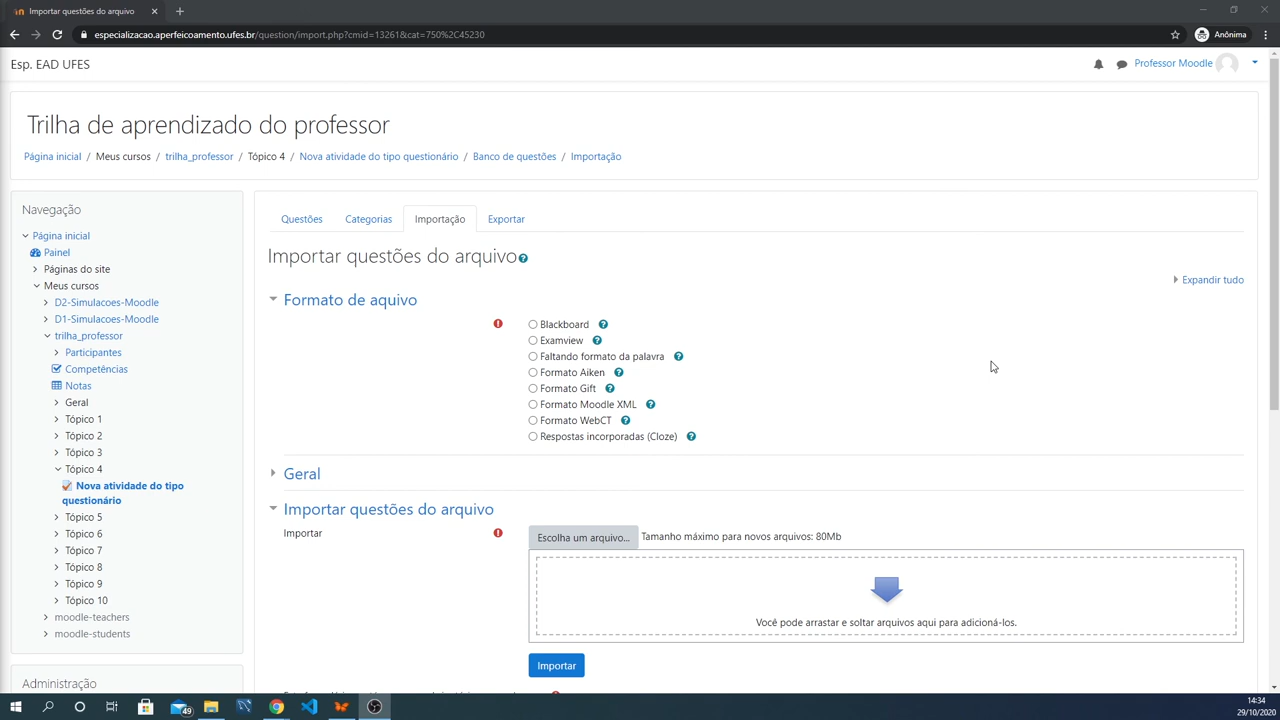 Importar questões do arquivo
especializacao.aperfeicoamento.ufes.br/question/import.php?cmid=13261&cat=750%2C45230
Anônima
Esp. EAD UFES
Professor Moodle
Trilha de aprendizado do professor
Página inicial / Meus cursos / trilha_professor / Tópico 4 / Nova atividade do tipo questionário / Banco de questões / Importação
Navegação
Página inicial
Painel
Páginas do site
Meus cursos
D2-Simulacoes-Moodle
D1-Simulacoes-Moodle
trilha_professor
Participantes
Competências
Notas
Geral
Tópico 1
Tópico 2
Tópico 3
Tópico 4
Nova atividade do tipo
questionário
Tópico 5
Tópico 6
Tópico 7
Tópico 8
Tópico 9
Tópico 10
moodle-teachers
moodle-students
Administração
Questões Categorias Importação Exportar
Importar questões do arquivo
Expandir tudo
Formato de aquivo
Blackboard
Examview
Faltando formato da palavra
Formato Aiken
Formato Gift
Formato Moodle XML
Formato WebCT
Respostas incorporadas (Cloze)
Geral
Importar questões do arquivo
Importar
Escolha um arquivo... Tamanho máximo para novos arquivos: 80Mb
Você pode arrastar e soltar arquivos aqui para adicioná-los.
Importar
49
14:34
29/10/2020